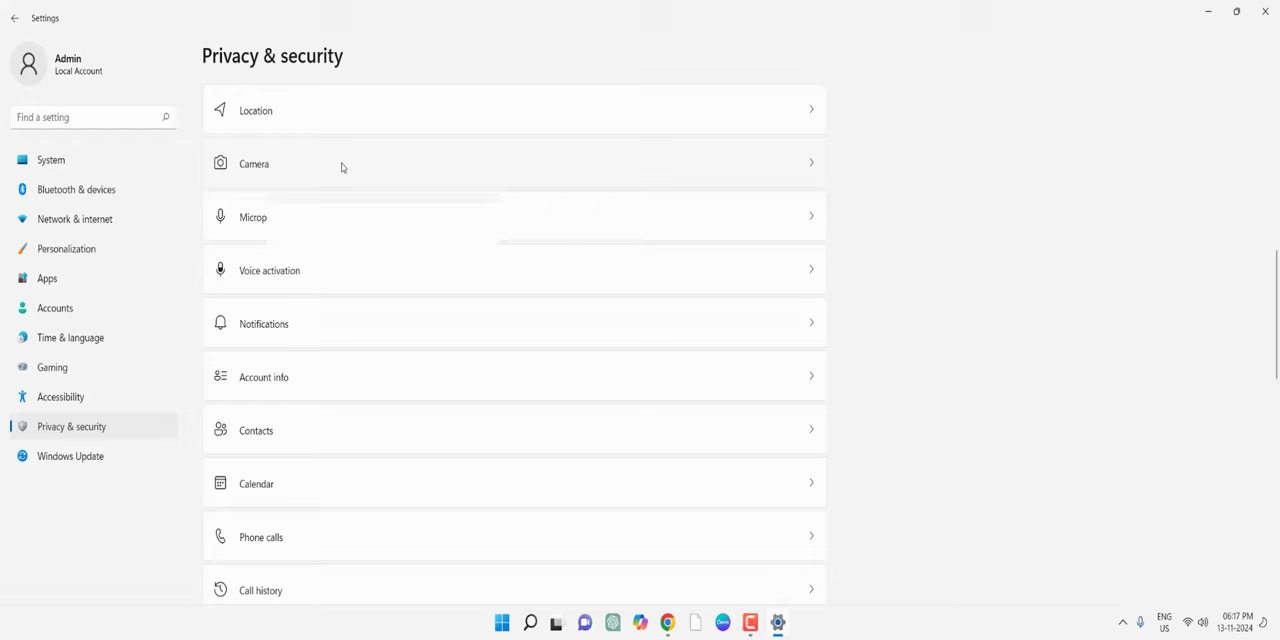 Settings
Admin
Local Account
Find a setting
System
Bluetooth & devices
Network & internet
Personalization
Apps
Accounts
Time & language
Gaming
Accessibility
Privacy & security
Windows Update
Privacy & security
Location
Camera
Microp
Voice activation
Notifications
Account info
Contacts
Calendar
Phone calls
Call history
ENG
US
06:17 PM
13-11-2024